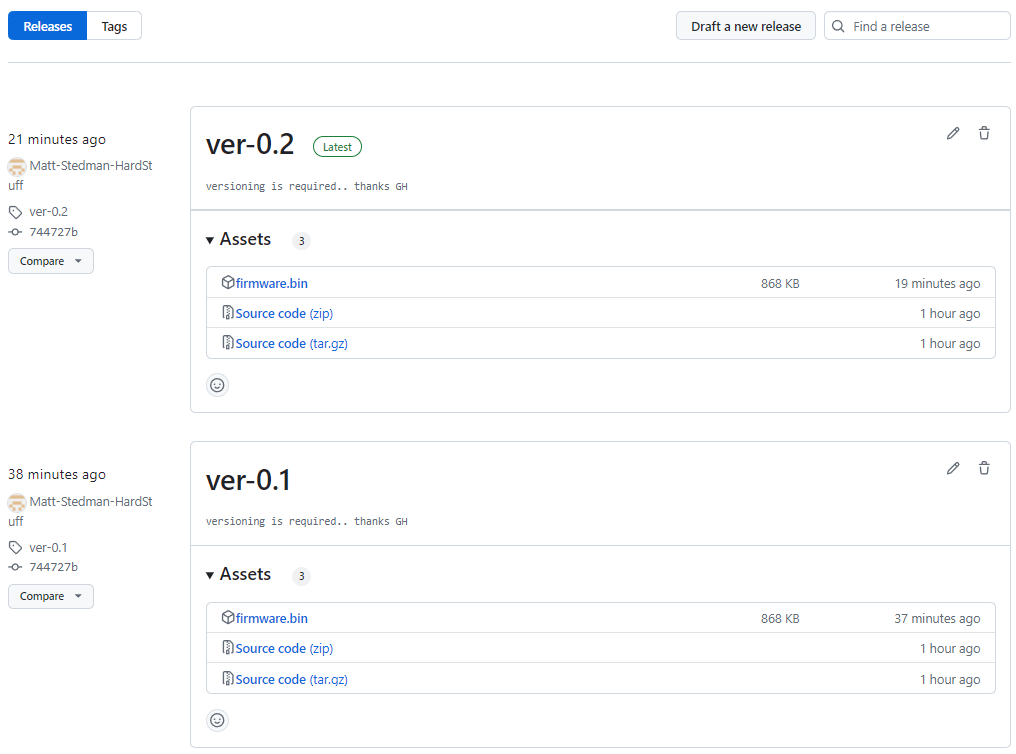 Releases Tags Draft a new release Find a release
21 minutes ago
Matt-Stedman-HardSt
uff
ver-0.2
744727b
Compare
ver-0.2 Latest
versioning is required.. thanks GH
Assets 3
firmware.bin 868 KB 19 minutes ago
Source code (zip) 1 hour ago
Source code (tar.gz) 1 hour ago
38 minutes ago
Matt-Stedman-HardSt
uff
ver-0.1
744727b
Compare
ver-0.1
versioning is required.. thanks GH
Assets 3
firmware.bin 868 KB 37 minutes ago
Source code (zip) 1 hour ago
Source code (tar.gz) 1 hour ago